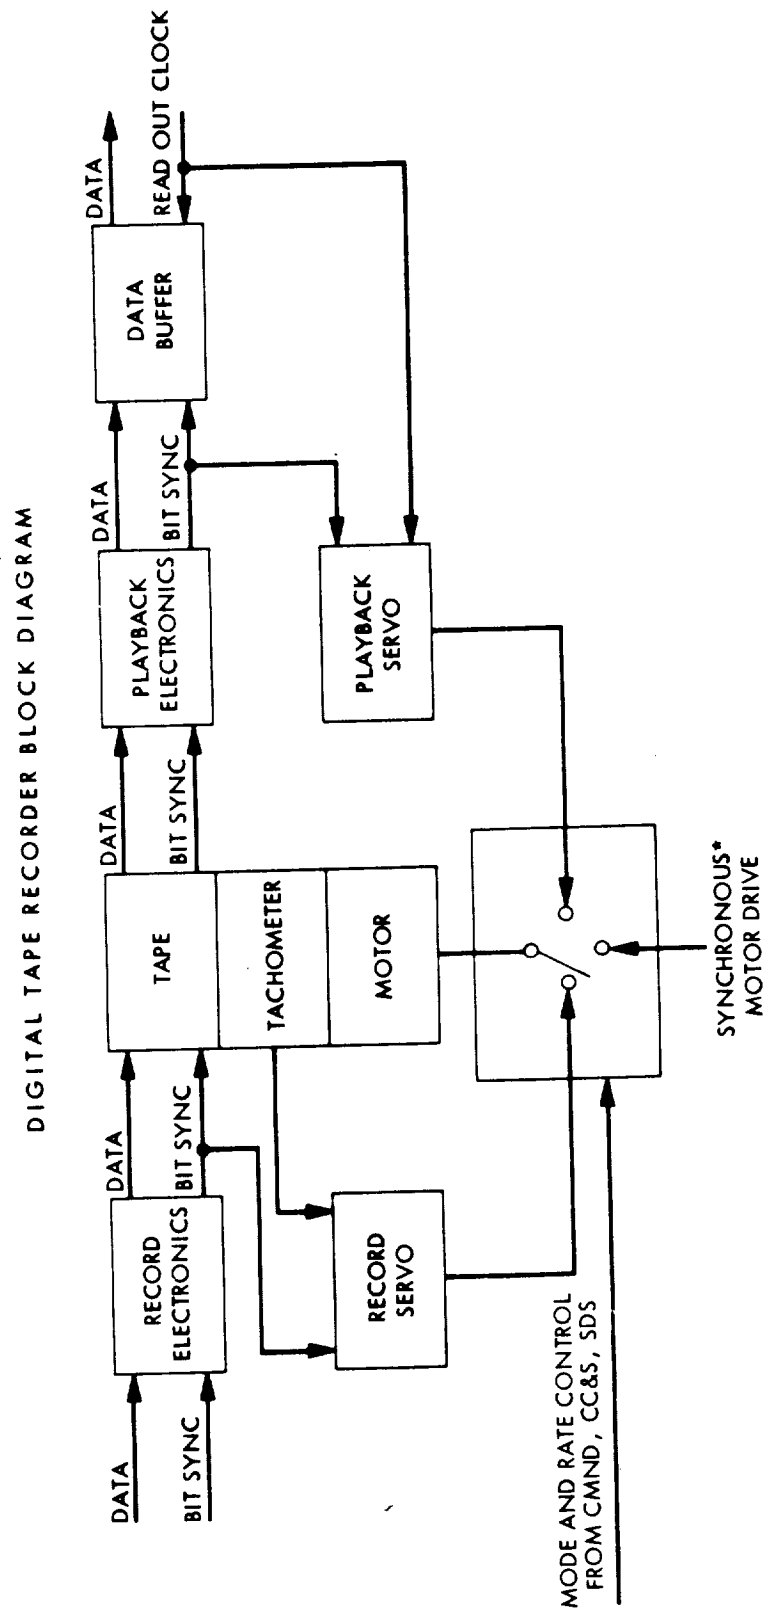 DIGITAL TAPE RECORDER BLOCK DIAGRAM
DATA
BIT SYNC
RECORD
ELECTRONICS
DATA
BIT SYNC
TAPE
TACHOMETER
MOTOR
DATA
BIT SYNC
PLAYBACK
ELECTRONICS
DATA
BIT SYNC
DATA
BUFFER
DATA
READ OUT CLOCK
RECORD
SERVO
PLAYBACK
SERVO
MODE AND RATE CONTROL
FROM CMND, CC&S, SDS
SYNCHRONOUS*
MOTOR DRIVE